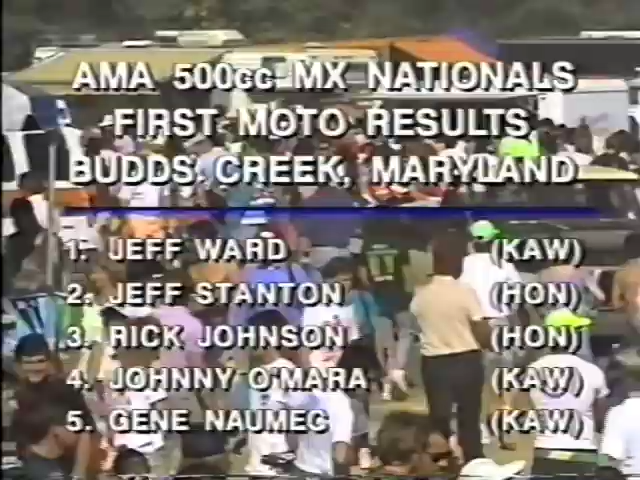 AMA 500cc MX NATIONALS
FIRST MOTO RESULTS
BUDDS CREEK, MARYLAND
1. JEFF WARD (KAW)
2. JEFF STANTON (HON)
3. RICK JOHNSON (HON)
4. JOHNNY O'MARA (KAW)
5. GENE NAUMEC (KAW)